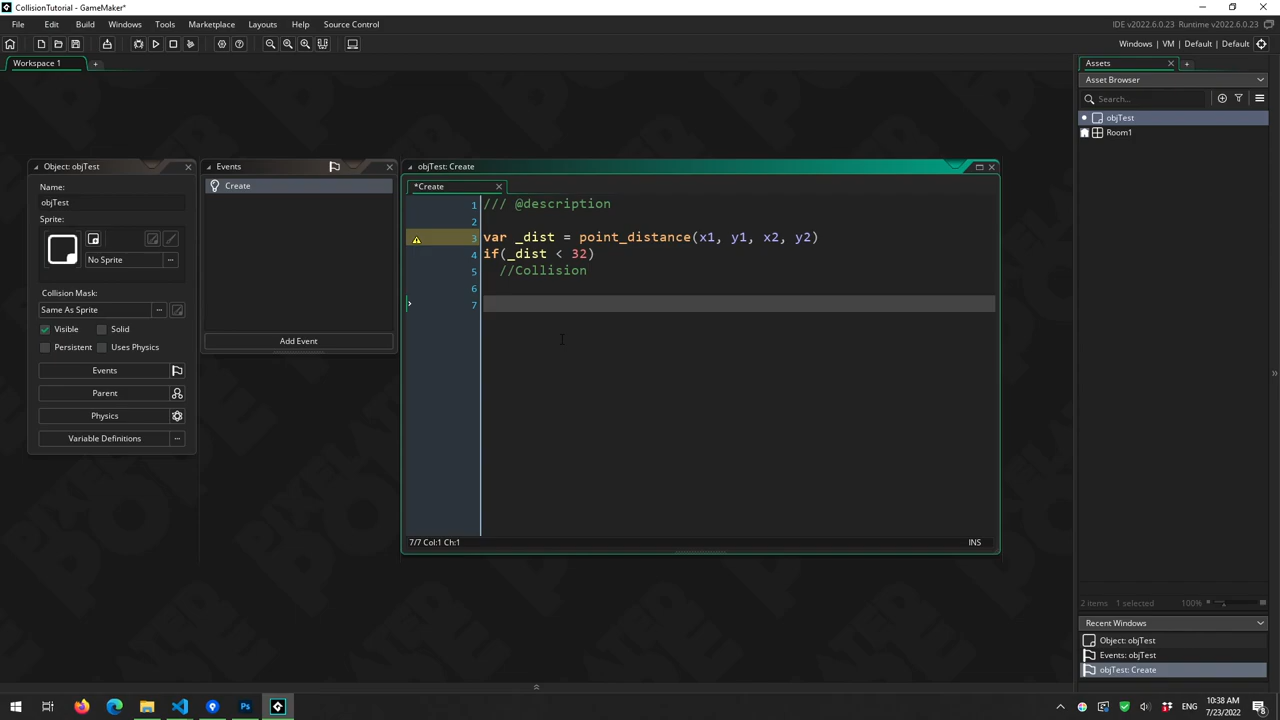 CollisionTutorial - GameMaker*
File Edit Build Windows Tools Marketplace Layouts Help Source Control
IDE v2022.6.0.23 Runtime v2022.6.0.23
Windows | VM | Default | Default
Workspace 1
Assets
Asset Browser
Search...
objTest
Room1
Object: objTest
Name:
objTest
Sprite:
No Sprite
Collision Mask:
Same As Sprite
Visible Solid
Persistent Uses Physics
Events
Parent
Physics
Variable Definitions
Events
Create
Add Event
objTest: Create
*Create
1 /// @description
2
3 var _dist = point_distance(x1, y1, x2, y2)
4 if(_dist < 32)
5 //Collision
6
7
7/7 Col:1 Ch:1 INS
2 items 1 selected 100%
Recent Windows
Object: objTest
Events: objTest
objTest: Create
ENG
10:38 AM
7/23/2022
8